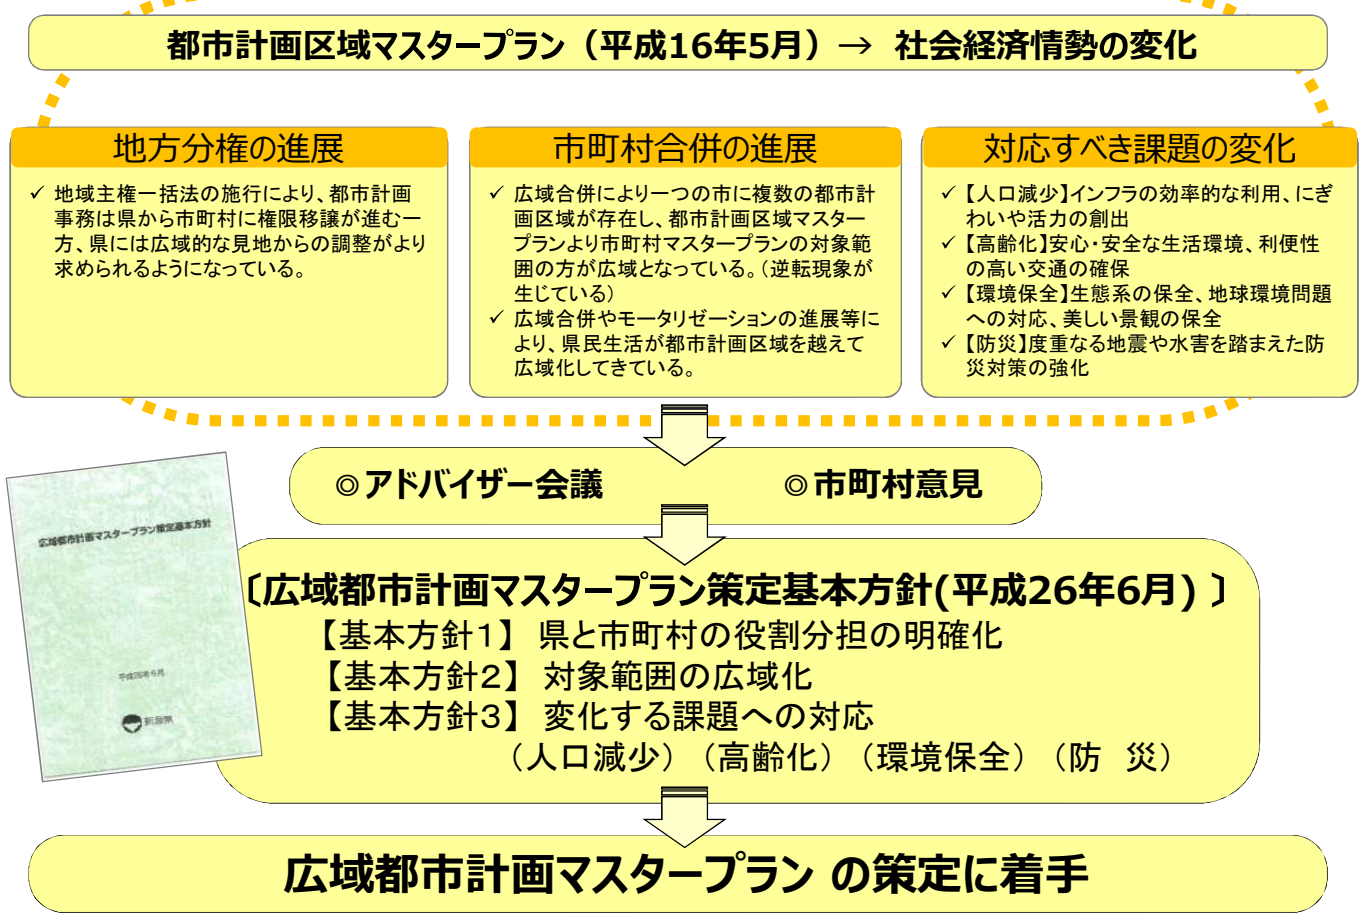 都市計画区域マスタープラン（平成16年5月）→ 社会経済情勢の変化
地方分権の進展
✓ 地域主権一括法の施行により、都市計画
事務は県から市町村に権限移譲が進む一
方、県には広域的な見地からの調整がより
求められるようになっている。
市町村合併の進展
✓ 広域合併により一つの市に複数の都市計
画区域が存在し、都市計画区域マスター
プランより市町村マスタープランの対象範
囲の方が広域となっている。（逆転現象が
生じている）
✓ 広域合併やモータリゼーションの進展等に
より、県民生活が都市計画区域を越えて
広域化してきている。
対応すべき課題の変化
✓【人口減少】インフラの効率的な利用、にぎ
わいや活力の創出
✓【高齢化】安心・安全な生活環境、利便性
の高い交通の確保
✓【環境保全】生態系の保全、地球環境問題
への対応、美しい景観の保全
✓【防災】度重なる地震や水害を踏まえた防
災対策の強化
◎アドバイザー会議 ◎市町村意見
広域都市計画マスタープラン策定基本方針
平成26年6月
新潟県
〔広域都市計画マスタープラン策定基本方針(平成26年6月) 〕
【基本方針１】 県と市町村の役割分担の明確化
【基本方針２】 対象範囲の広域化
【基本方針３】 変化する課題への対応
（人口減少）（高齢化）（環境保全）（防　災）
広域都市計画マスタープラン の策定に着手